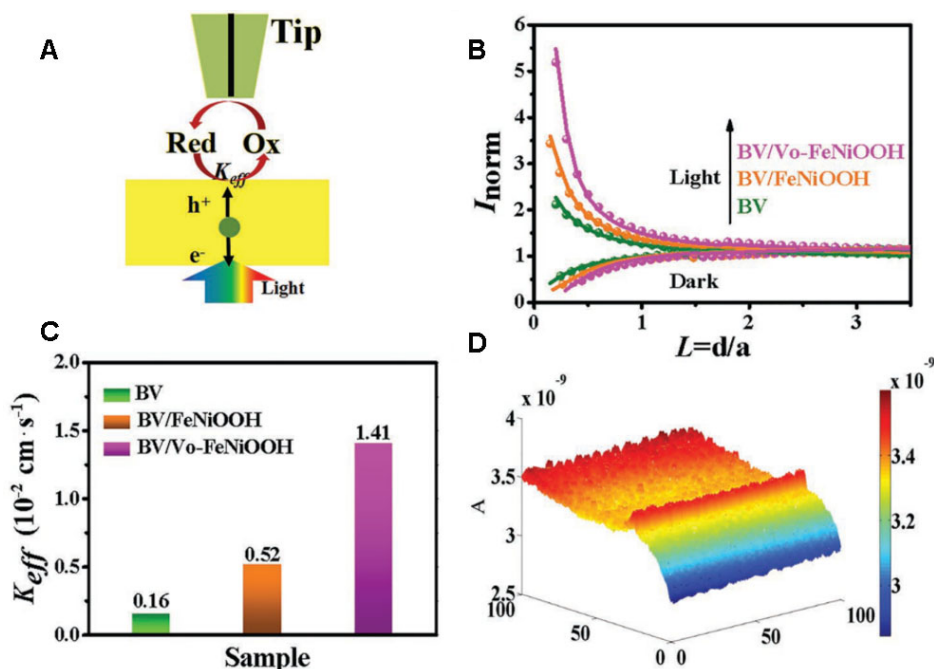 A
Tip
Red Ox
K_eff
h⁺
e⁻
Light
B
I_norm
6
5
4
3
2
1
0
Light
BV/Vo-FeNiOOH
BV/FeNiOOH
BV
Dark
0 1 2 3
L=d/a
C
K_eff (10⁻² cm·s⁻¹)
2.0
1.5
1.0
0.5
0.0
BV
BV/FeNiOOH
BV/Vo-FeNiOOH
0.16
0.52
1.41
Sample
D
x 10⁻⁹
4
3.5
3
2.5
A
100
50
0
0
50
100
x 10⁻⁹
3.4
3.2
3